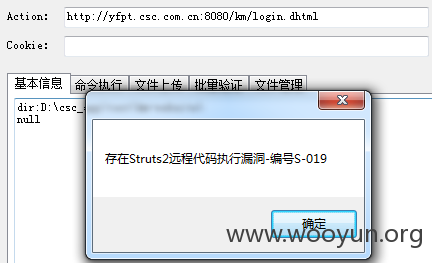 Action: http://yfpt.csc.com.cn:8080/km/login.dhtml
Cookie:
基本信息 命令执行 文件上传 批量验证 文件管理
dir:D:\csc_
null
存在Struts2远程代码执行漏洞-编号S-019
确定
www.wooyun.org